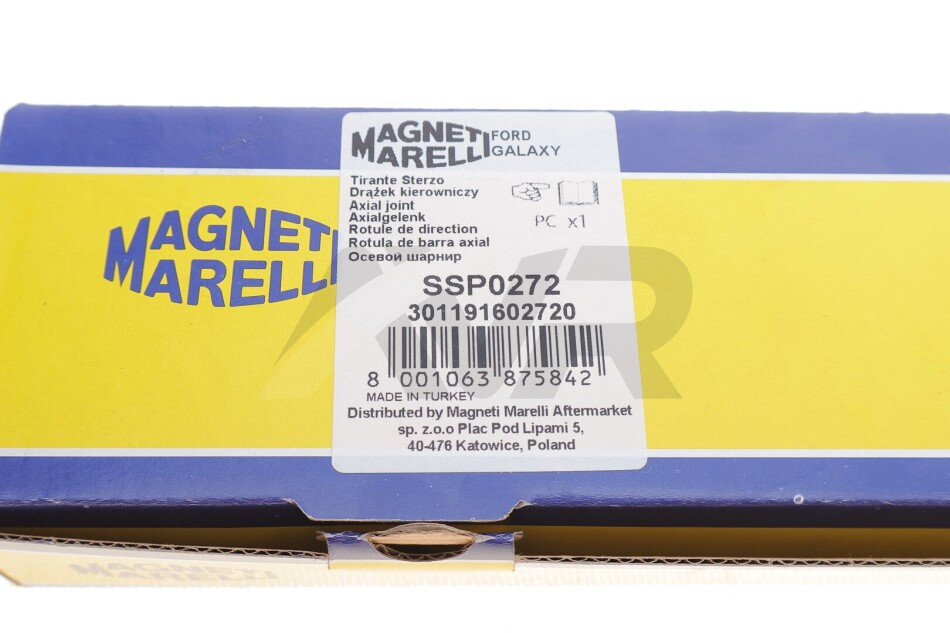 MAGNETI
MARELLI
FORD
GALAXY
Tirante Sterzo
Drążek kierowniczy
Axial joint
Axialgelenk
Rotule de direction
Rotula de barra axial
Осевой шарнир
PC x1
SSP0272
301191602720
8 001063 875842
MADE IN TURKEY
Distributed by Magneti Marelli Aftermarket
sp. z.o.o Plac Pod Lipami 5,
40-476 Katowice, Poland
MAGNETI
MARELLI
MAGNETI
MARELLI